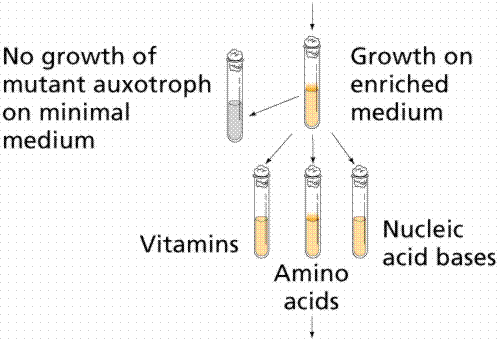 No growth of
mutant auxotroph
on minimal
medium
Growth on
enriched
medium
Vitamins
Amino
acids
Nucleic
acid bases